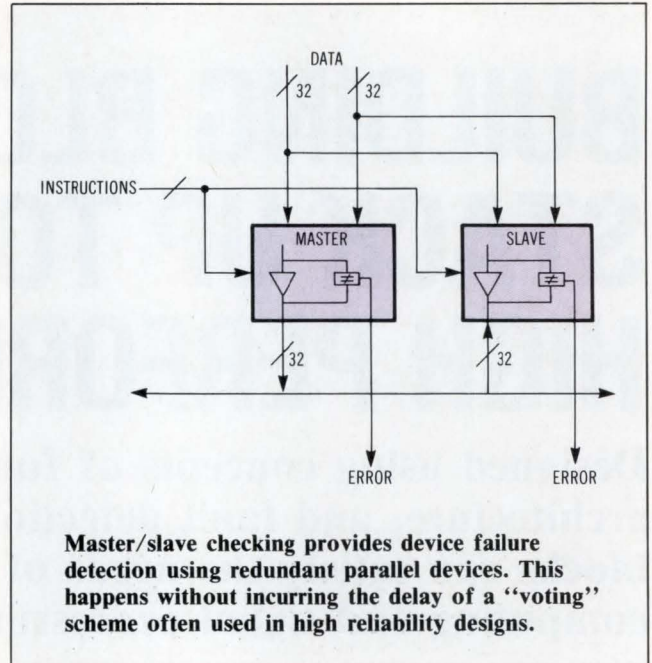 DATA
32 32
INSTRUCTIONS
MASTER SLAVE
≠ ≠
32 32
ERROR ERROR
Master/slave checking provides device failure
detection using redundant parallel devices. This
happens without incurring the delay of a “voting”
scheme often used in high reliability designs.